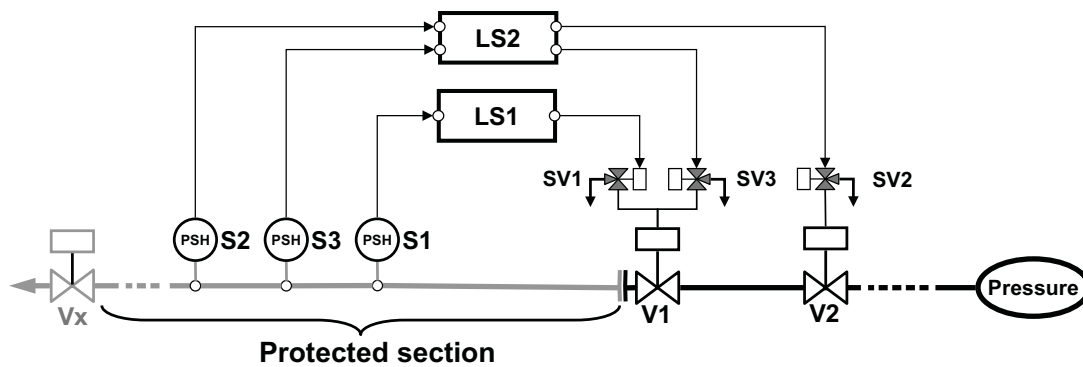 LS2
LS1
SV1
SV3
SV2
PSH S2
PSH S3
PSH S1
Vx
V1
V2
Pressure
Protected section